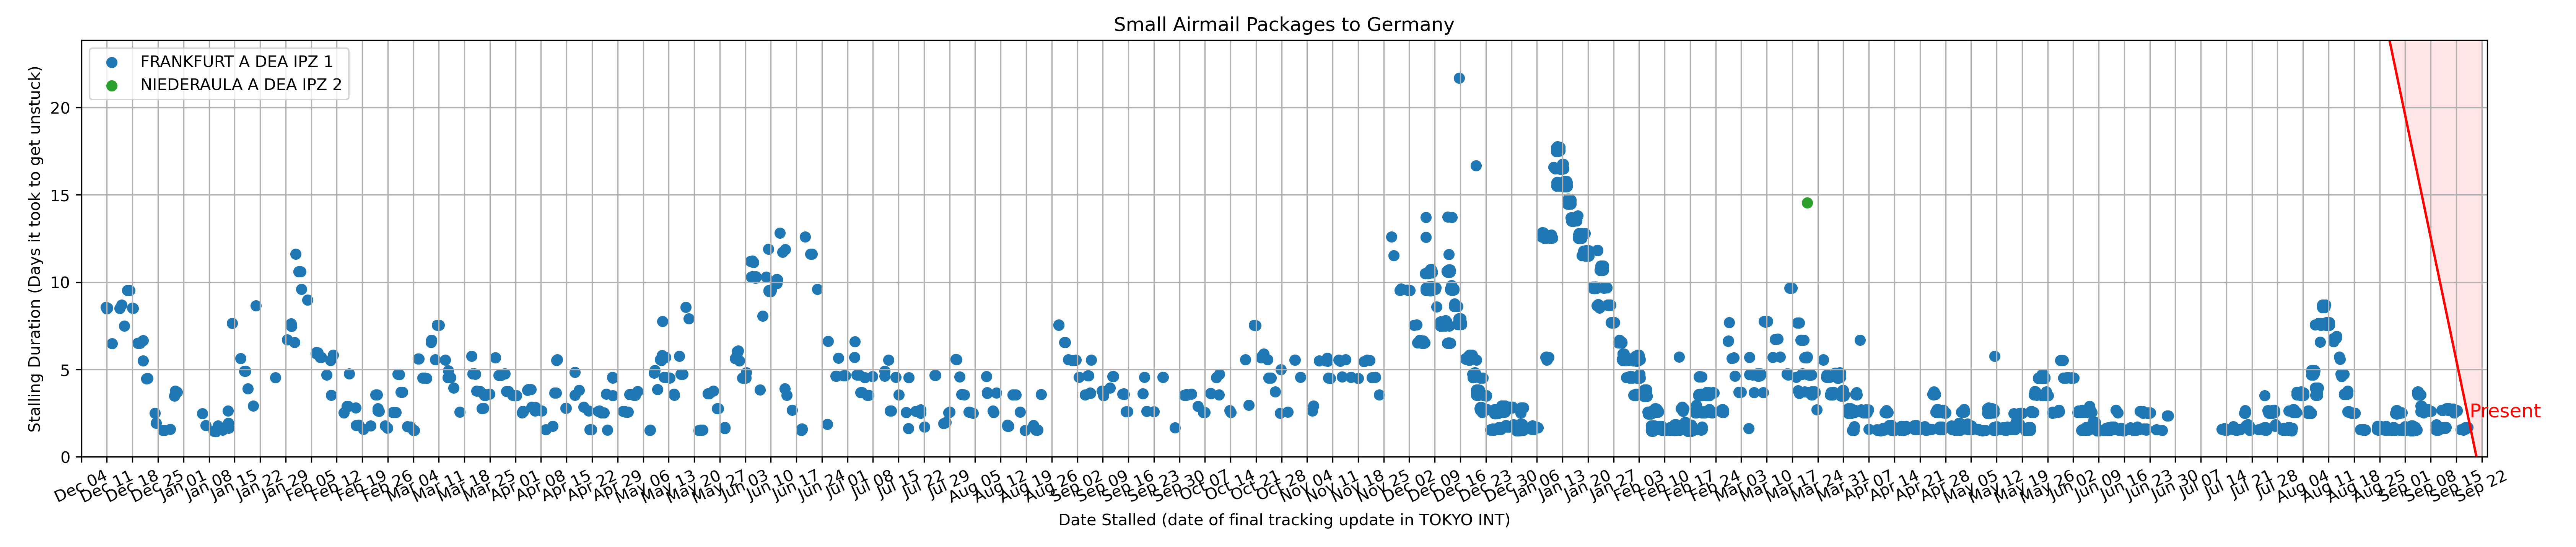 Small Airmail Packages to Germany
FRANKFURT A DEA IPZ 1
NIEDERAULA A DEA IPZ 2
Stalling Duration (Days it took to get unstuck)
20
15
10
5
0
Present
Dec 04
Dec 11
Dec 18
Dec 25
Jan 01
Jan 08
Jan 15
Jan 22
Jan 29
Feb 05
Feb 12
Feb 19
Feb 26
Mar 04
Mar 11
Mar 18
Mar 25
Apr 01
Apr 08
Apr 15
Apr 22
Apr 29
May 06
May 13
May 20
May 27
Jun 03
Jun 10
Jun 17
Jun 24
Jul 01
Jul 08
Jul 15
Jul 22
Jul 29
Aug 05
Aug 12
Aug 19
Aug 26
Sep 02
Sep 09
Sep 16
Sep 23
Sep 30
Oct 07
Oct 14
Oct 21
Oct 28
Nov 04
Nov 11
Nov 18
Nov 25
Dec 02
Dec 09
Dec 16
Dec 23
Dec 30
Jan 06
Jan 13
Jan 20
Jan 27
Feb 03
Feb 10
Feb 17
Feb 24
Mar 03
Mar 10
Mar 17
Mar 24
Mar 31
Apr 07
Apr 14
Apr 21
Apr 28
May 05
May 12
May 19
May 26
Jun 02
Jun 09
Jun 16
Jun 23
Jun 30
Jul 07
Jul 14
Jul 21
Jul 28
Aug 04
Aug 11
Aug 18
Aug 25
Sep 01
Sep 08
Sep 15
Sep 22
Date Stalled (date of final tracking update in TOKYO INT)